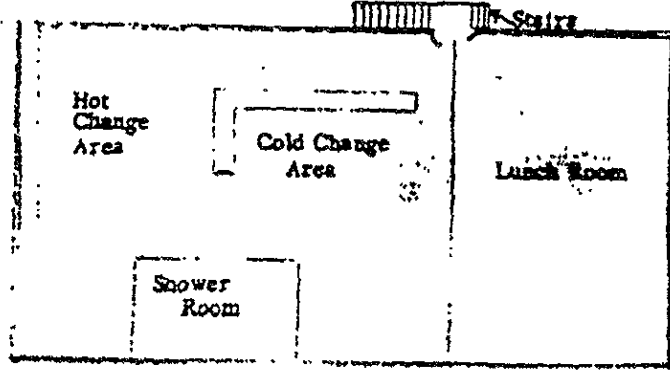 Stairs
Hot
Change
Area
Cold Change
Area
Lunch Room
Shower
Room